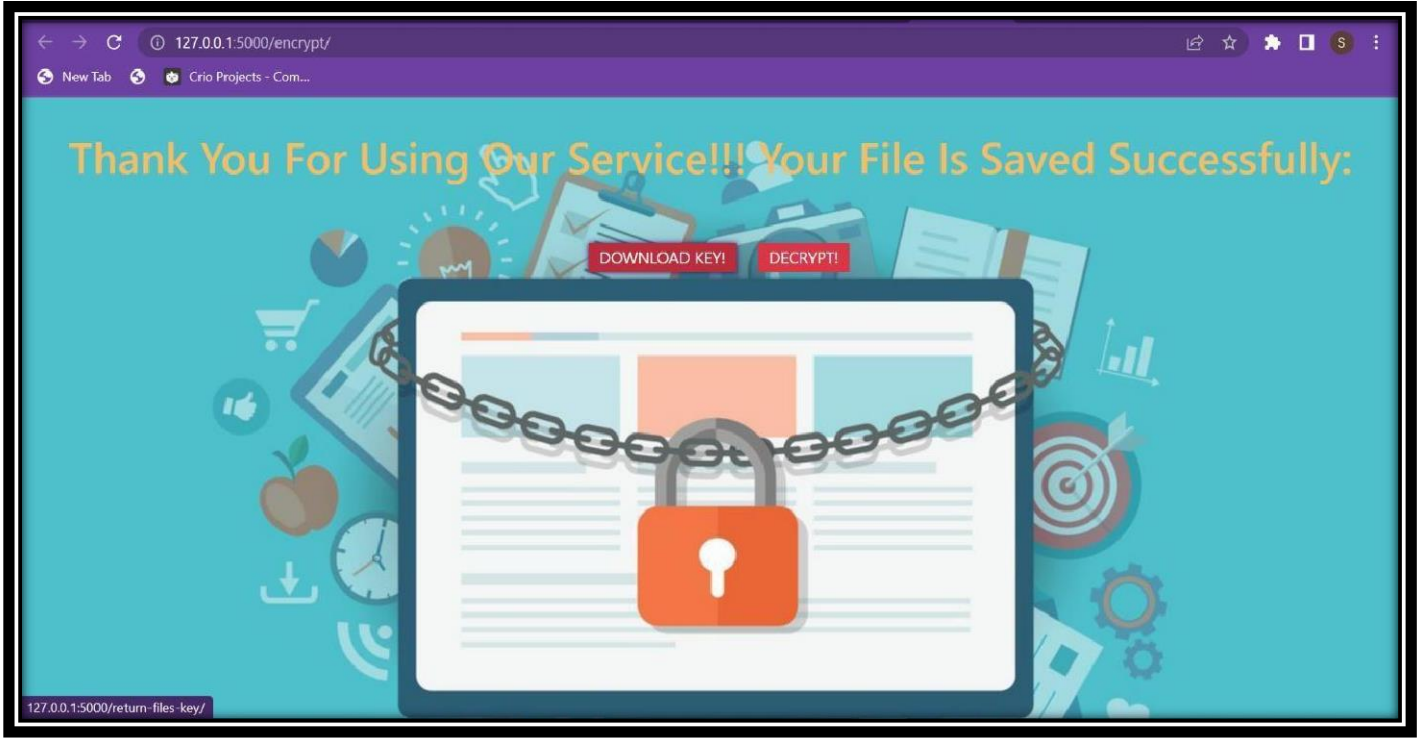 127.0.0.1:5000/encrypt/
S
New Tab Crio Projects - Com...
Thank You For Using Our Service!!! Your File Is Saved Successfully:
DOWNLOAD KEY! DECRYPT!
127.0.0.1:5000/return-files-key/